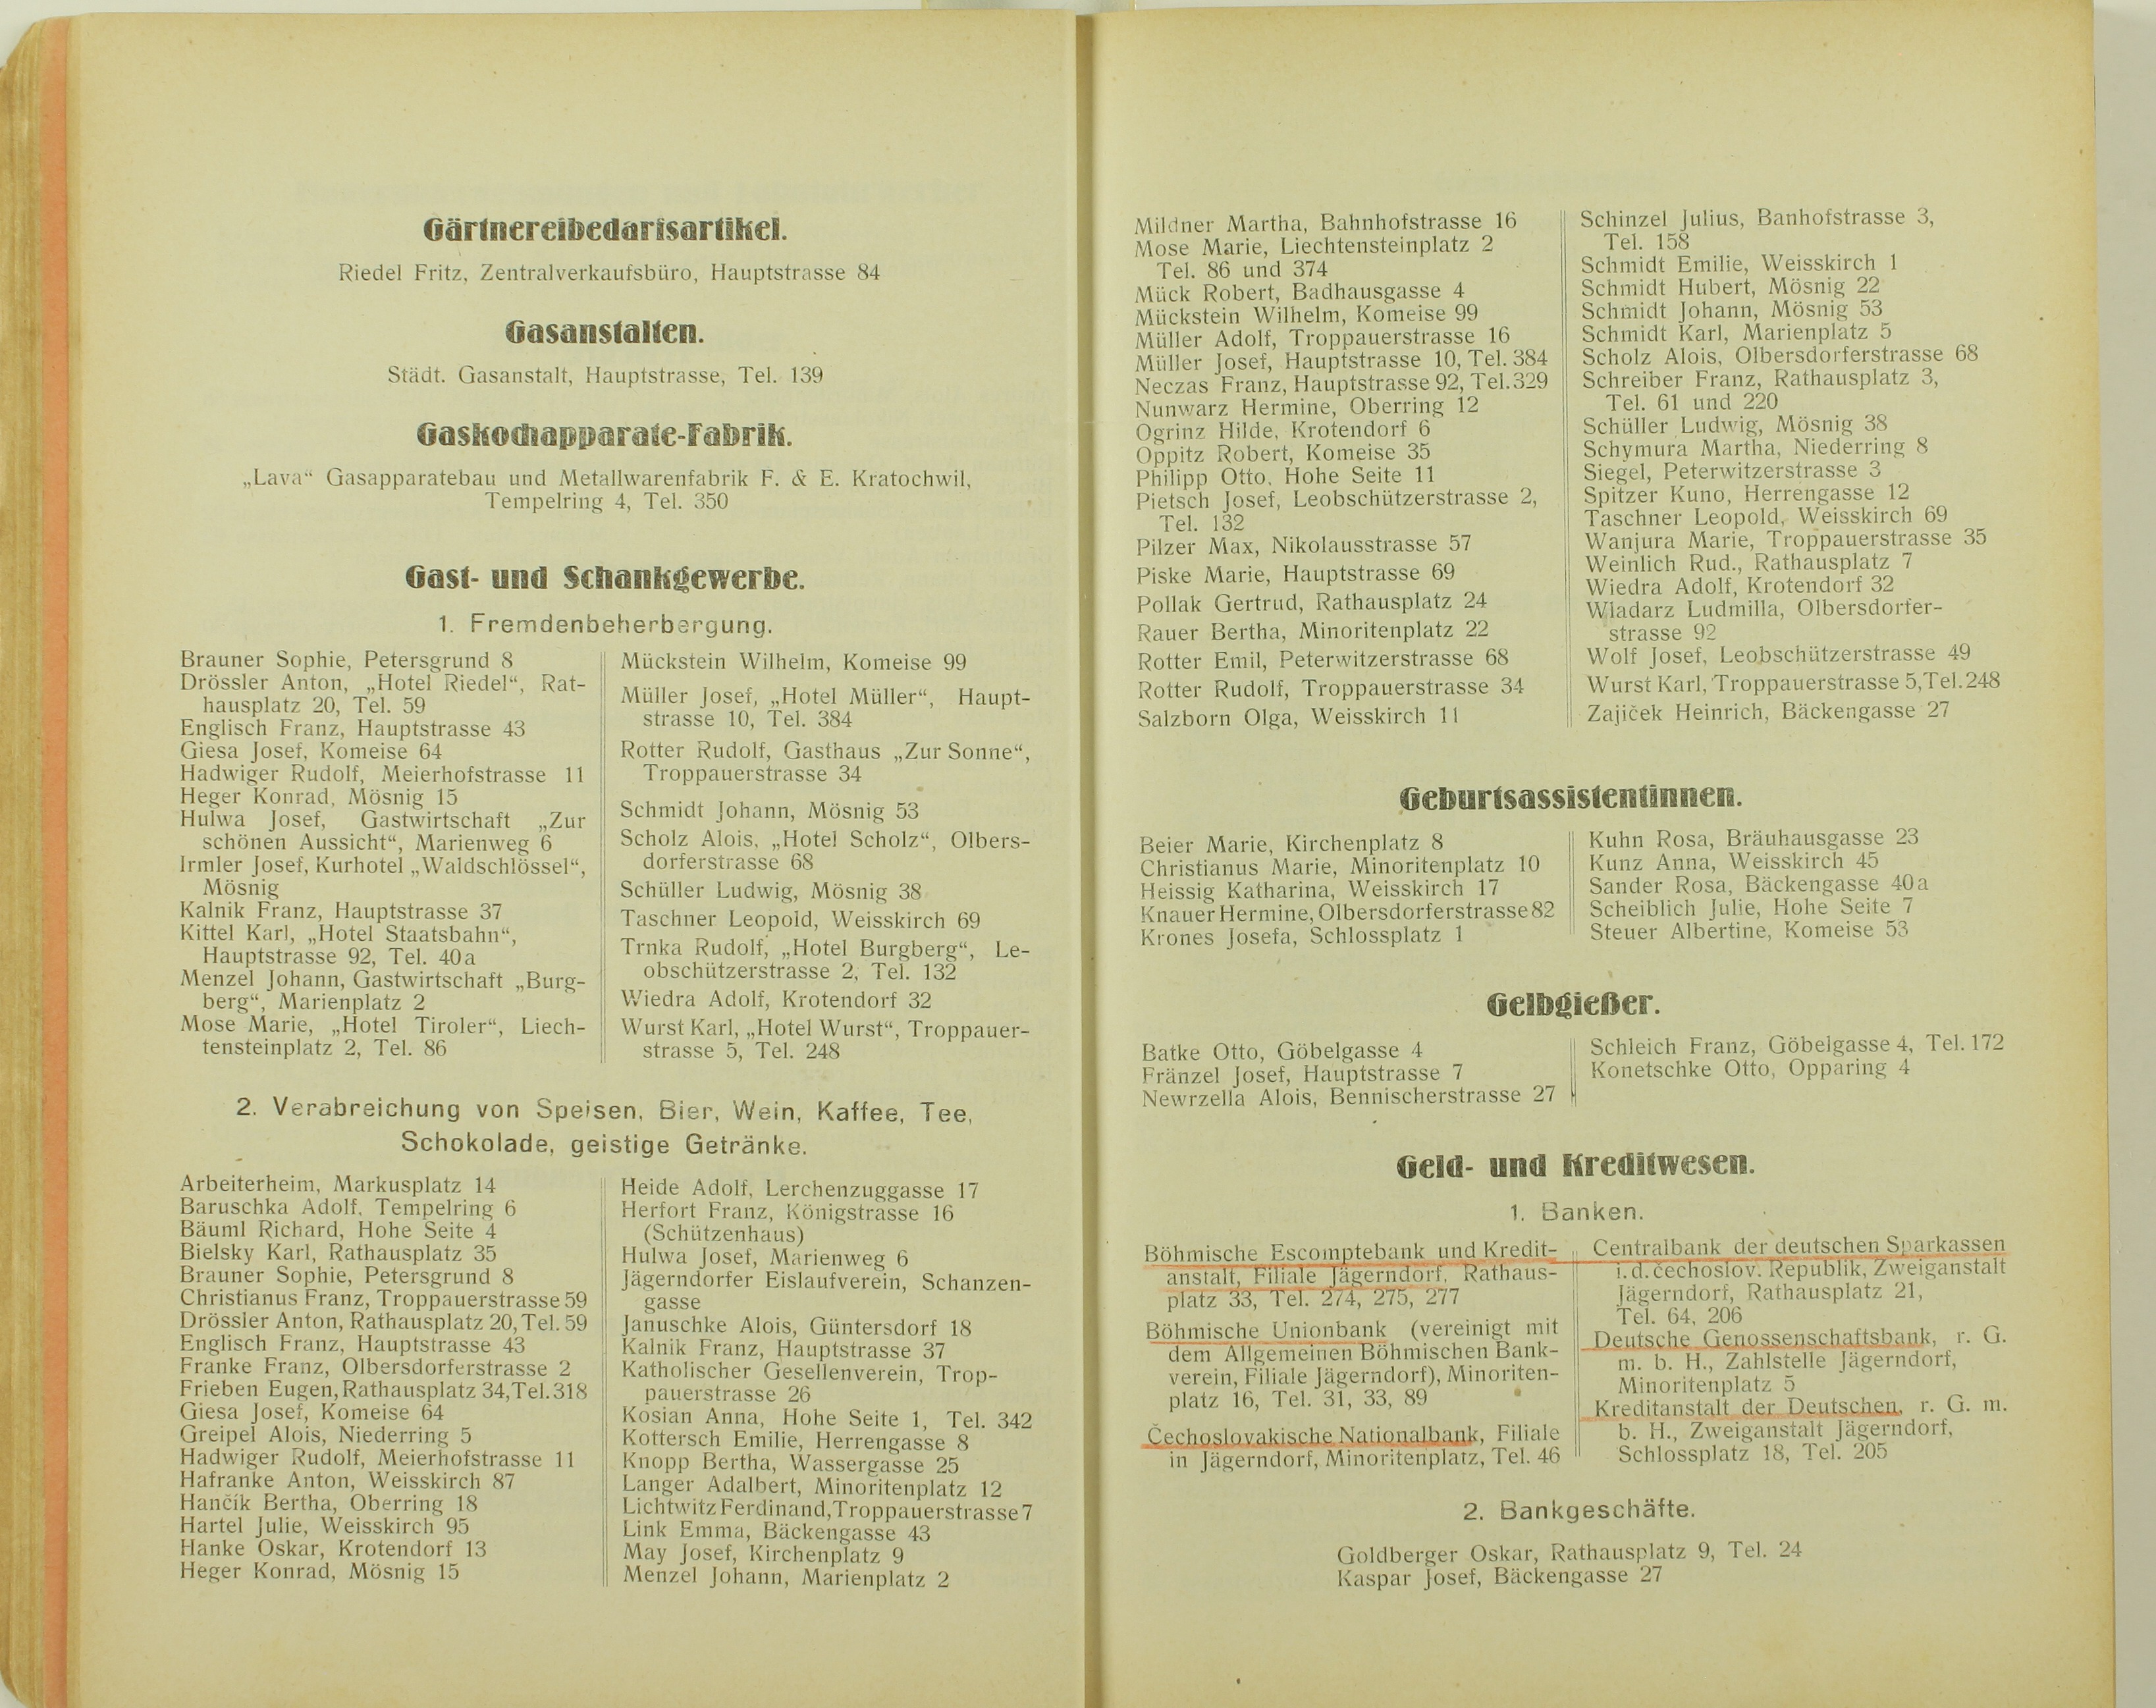 Gärtnereibedarfsartikel.
Riedel Fritz, Zentralverkaufsbüro, Hauptstrasse 84
Gasanstalten.
Städt. Gasanstalt, Hauptstrasse, Tel. 139
Gaskochapparate-Fabrik.
„Lava“ Gasapparatebau und Metallwarenfabrik F. & E. Kratochwil,
Tempelring 4, Tel. 350
Gast- und Schankgewerbe.
1. Fremdenbeherbergung.
Brauner Sophie, Petersgrund 8
Drössler Anton, „Hotel Riedel“, Rat-
hausplatz 20, Tel. 59
Englisch Franz, Hauptstrasse 43
Giesa Josef, Komeise 64
Hadwiger Rudolf, Meierhofstrasse 11
Heger Konrad, Mösnig 15
Hulwa Josef, Gastwirtschaft „Zur
schönen Aussicht“, Marienweg 6
Irmler Josef, Kurhotel „Waldschlössel“,
Mösnig
Kalnik Franz, Hauptstrasse 37
Kittel Karl, „Hotel Staatsbahn“,
Hauptstrasse 92, Tel. 40a
Menzel Johann, Gastwirtschaft „Burg-
berg“, Marienplatz 2
Mose Marie, „Hotel Tiroler“, Liech-
tensteinplatz 2, Tel. 86
Mückstein Wilhelm, Komeise 99
Müller Josef, „Hotel Müller“, Haupt-
strasse 10, Tel. 384
Rotter Rudolf, Gasthaus „Zur Sonne“,
Troppauerstrasse 34
Schmidt Johann, Mösnig 53
Scholz Alois, „Hotel Scholz“, Olbers-
dorferstrasse 68
Schüller Ludwig, Mösnig 38
Taschner Leopold, Weisskirch 69
Trnka Rudolf, „Hotel Burgberg“, Le-
obschützerstrasse 2, Tel. 132
Wiedra Adolf, Krotendorf 32
Wurst Karl, „Hotel Wurst“, Troppauer-
strasse 5, Tel. 248
2. Verabreichung von Speisen, Bier, Wein, Kaffee, Tee,
Schokolade, geistige Getränke.
Arbeiterheim, Markusplatz 14
Baruschka Adolf, Tempelring 6
Bäuml Richard, Hohe Seite 4
Bielsky Karl, Rathausplatz 35
Brauner Sophie, Petersgrund 8
Christianus Franz, Troppauerstrasse 59
Drössler Anton, Rathausplatz 20, Tel. 59
Englisch Franz, Hauptstrasse 43
Franke Franz, Olbersdorferstrasse 2
Frieben Eugen, Rathausplatz 34, Tel. 318
Giesa Josef, Komeise 64
Greipel Alois, Niederring 5
Hadwiger Rudolf, Meierhofstrasse 11
Hafranke Anton, Weisskirch 87
Hančík Bertha, Oberring 18
Hartel Julie, Weisskirch 95
Hanke Oskar, Krotendorf 13
Heger Konrad, Mösnig 15
Heide Adolf, Lerchenzuggasse 17
Herfort Franz, Königstrasse 16
(Schützenhaus)
Hulwa Josef, Marienweg 6
Jägerndorfer Eislaufverein, Schanzen-
gasse
Januschke Alois, Güntersdorf 18
Kalnik Franz, Hauptstrasse 37
Katholischer Gesellenverein, Trop-
pauerstrasse 26
Kosian Anna, Hohe Seite 1, Tel. 342
Kottersch Emilie, Herrengasse 8
Knopp Bertha, Wassergasse 25
Langer Adalbert, Minoritenplatz 12
Lichtwitz Ferdinand, Troppauerstrasse 7
Link Emma, Bäckengasse 43
May Josef, Kirchenplatz 9
Menzel Johann, Marienplatz 2
Mildner Martha, Bahnhofstrasse 16
Mose Marie, Liechtensteinplatz 2
Tel. 86 und 374
Mück Robert, Badhausgasse 4
Mückstein Wilhelm, Komeise 99
Müller Adolf, Troppauerstrasse 16
Müller Josef, Hauptstrasse 10, Tel. 384
Neczas Franz, Hauptstrasse 92, Tel. 329
Nunwarz Hermine, Oberring 12
Ogrinz Hilde, Krotendorf 6
Oppitz Robert, Komeise 35
Philipp Otto, Hohe Seite 11
Pietsch Josef, Leobschützerstrasse 2,
Tel. 132
Pilzer Max, Nikolausstrasse 57
Piske Marie, Hauptstrasse 69
Pollak Gertrud, Rathausplatz 24
Rauer Bertha, Minoritenplatz 22
Rotter Emil, Peterwitzerstrasse 68
Rotter Rudolf, Troppauerstrasse 34
Salzborn Olga, Weisskirch 11
Schinzel Julius, Banhofstrasse 3,
Tel. 158
Schmidt Emilie, Weisskirch 1
Schmidt Hubert, Mösnig 22
Schmidt Johann, Mösnig 53
Schmidt Karl, Marienplatz 5
Scholz Alois, Olbersdorferstrasse 68
Schreiber Franz, Rathausplatz 3,
Tel. 61 und 220
Schüller Ludwig, Mösnig 38
Schymura Martha, Niederring 8
Siegel, Peterwitzerstrasse 3
Spitzer Kuno, Herrengasse 12
Taschner Leopold, Weisskirch 69
Wanjura Marie, Troppauerstrasse 35
Weinlich Rud., Rathausplatz 7
Wiedra Adolf, Krotendorf 32
Wladarz Ludmilla, Olbersdorfer-
strasse 92
Wolf Josef, Leobschützerstrasse 49
Wurst Karl, Troppauerstrasse 5, Tel. 248
Zajiček Heinrich, Bäckengasse 27
Geburtsassistentinnen.
Beier Marie, Kirchenplatz 8
Christianus Marie, Minoritenplatz 10
Heissig Katharina, Weisskirch 17
Knauer Hermine, Olbersdorferstrasse 82
Krones Josefa, Schlossplatz 1
Kuhn Rosa, Bräuhausgasse 23
Kunz Anna, Weisskirch 45
Sander Rosa, Bäckengasse 40a
Scheiblich Julie, Hohe Seite 7
Steuer Albertine, Komeise 53
Gelbgießer.
Batke Otto, Göbelgasse 4
Fränzel Josef, Hauptstrasse 7
Newrzella Alois, Bennischerstrasse 27
Schleich Franz, Göbelgasse 4, Tel. 172
Konetschke Otto, Opparing 4
Geld- und Kreditwesen.
1. Banken.
Böhmische Escomptebank und Kredit-
anstalt, Filiale Jägerndorf, Rathaus-
platz 33, Tel. 274, 275, 277
Böhmische Unionbank (vereinigt mit
dem Allgemeinen Böhmischen Bank-
verein, Filiale Jägerndorf), Minoriten-
platz 16, Tel. 31, 33, 89
Čechoslovakische Nationalbank, Filiale
in Jägerndorf, Minoritenplatz, Tel. 46
Centralbank der deutschen Sparkassen
i. d. čechoslov. Republik, Zweiganstalt
Jägerndorf, Rathausplatz 21,
Tel. 64, 206
Deutsche Genossenschaftsbank, r. G.
m. b. H., Zahlstelle Jägerndorf,
Minoritenplatz 5
Kreditanstalt der Deutschen, r. G. m.
b. H., Zweiganstalt Jägerndorf,
Schlossplatz 18, Tel. 205
2. Bankgeschäfte.
Goldberger Oskar, Rathausplatz 9, Tel. 24
Kaspar Josef, Bäckengasse 27